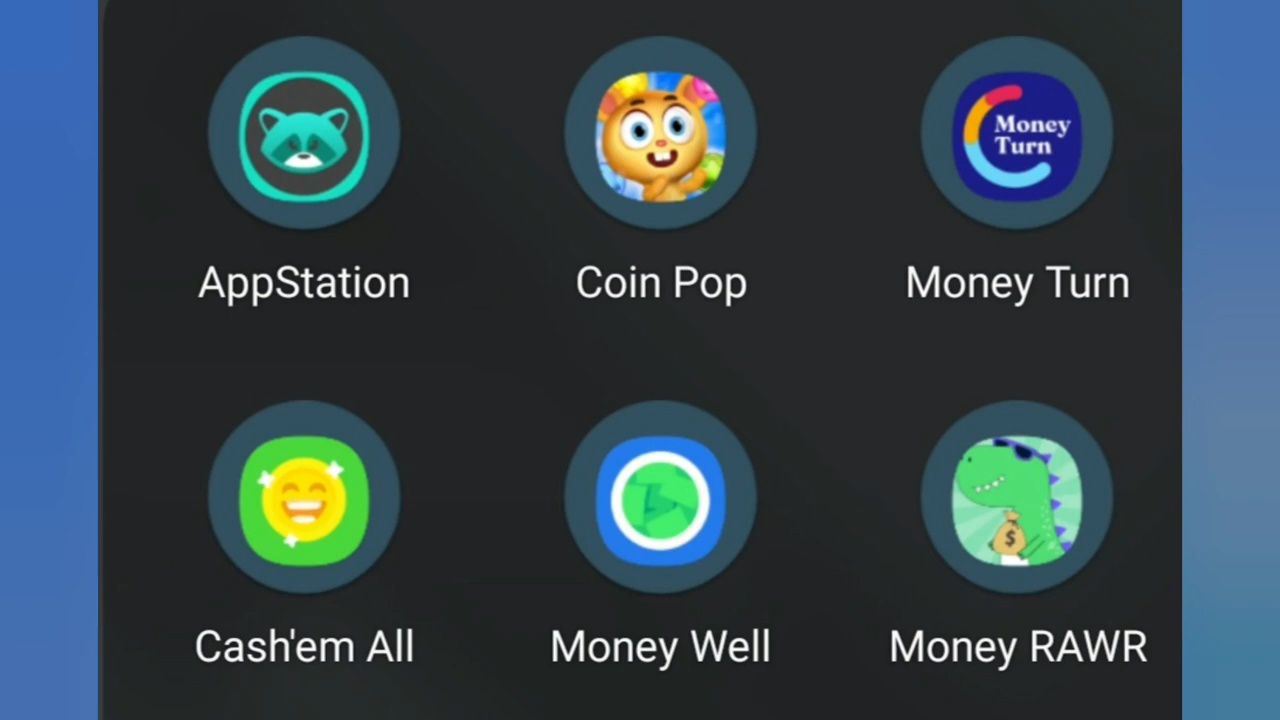 Money
Turn
AppStation
Coin Pop
Money Turn
$
Cash'em All
Money Well
Money RAWR